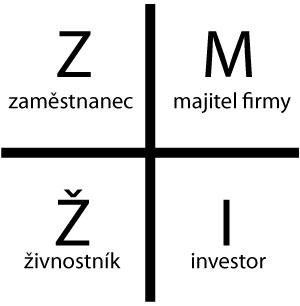 Z
zaměstnanec
M
majitel firmy
Ž
živnostník
I
investor